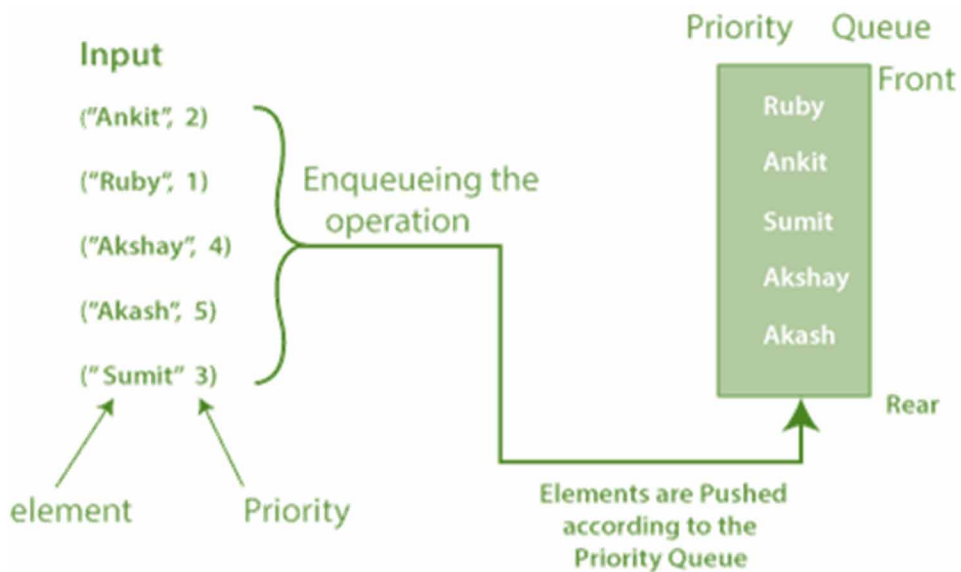 Input
("Ankit", 2)
("Ruby", 1)
("Akshay", 4)
("Akash", 5)
("Sumit" 3)
element
Priority
Enqueueing the
operation
Priority Queue
Front
Ruby
Ankit
Sumit
Akshay
Akash
Rear
Elements are Pushed
according to the
Priority Queue